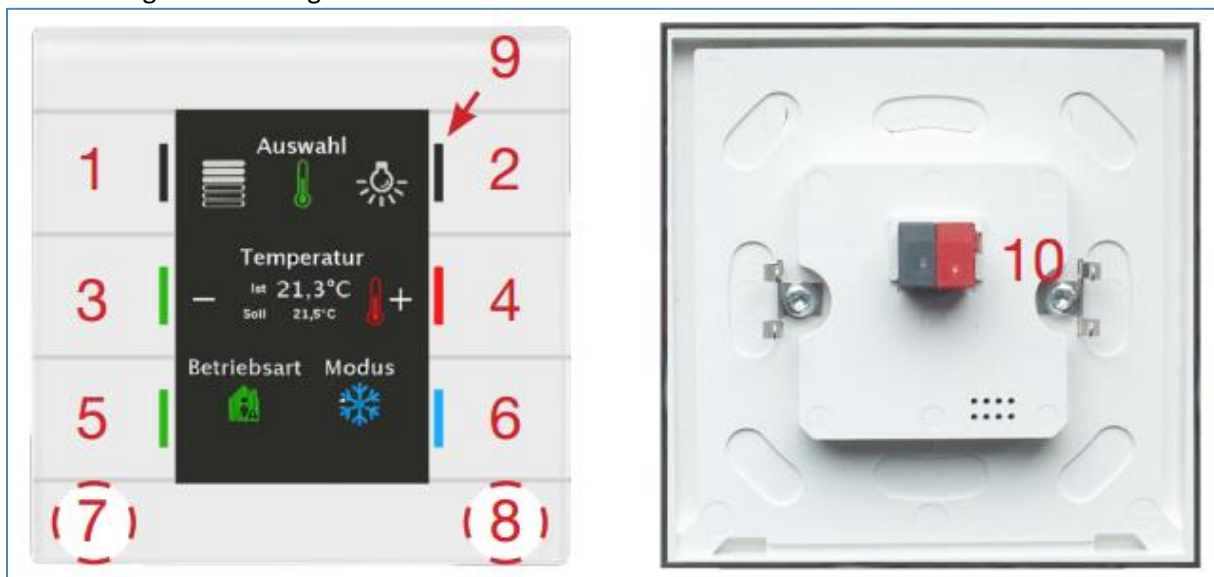 9
1
Auswahl
2
Temperatur
3
– Ist 21,3°C +
Soll 21,5°C
4
Betriebsart Modus
5
6
7
8
10